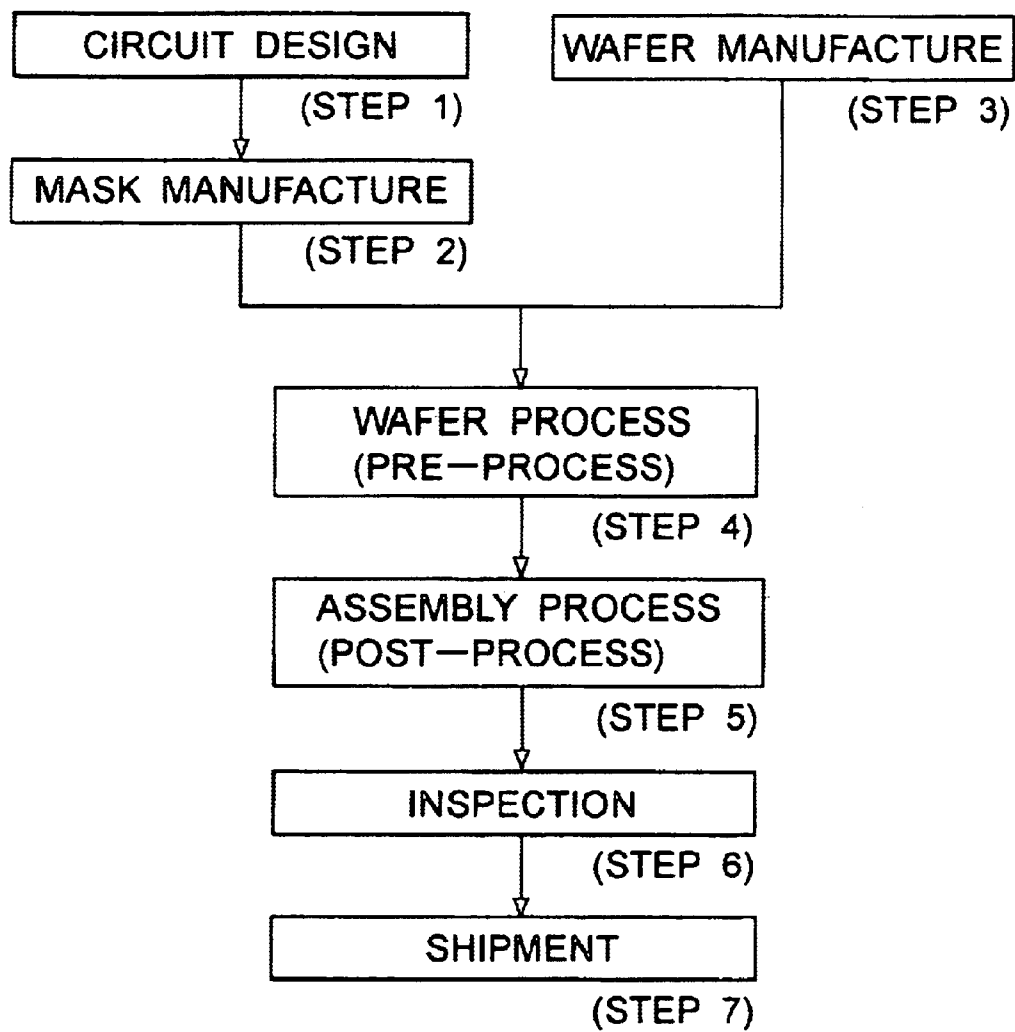 CIRCUIT DESIGN
(STEP 1)
MASK MANUFACTURE
(STEP 2)
WAFER MANUFACTURE
(STEP 3)
WAFER PROCESS
(PRE—PROCESS)
(STEP 4)
ASSEMBLY PROCESS
(POST—PROCESS)
(STEP 5)
INSPECTION
(STEP 6)
SHIPMENT
(STEP 7)